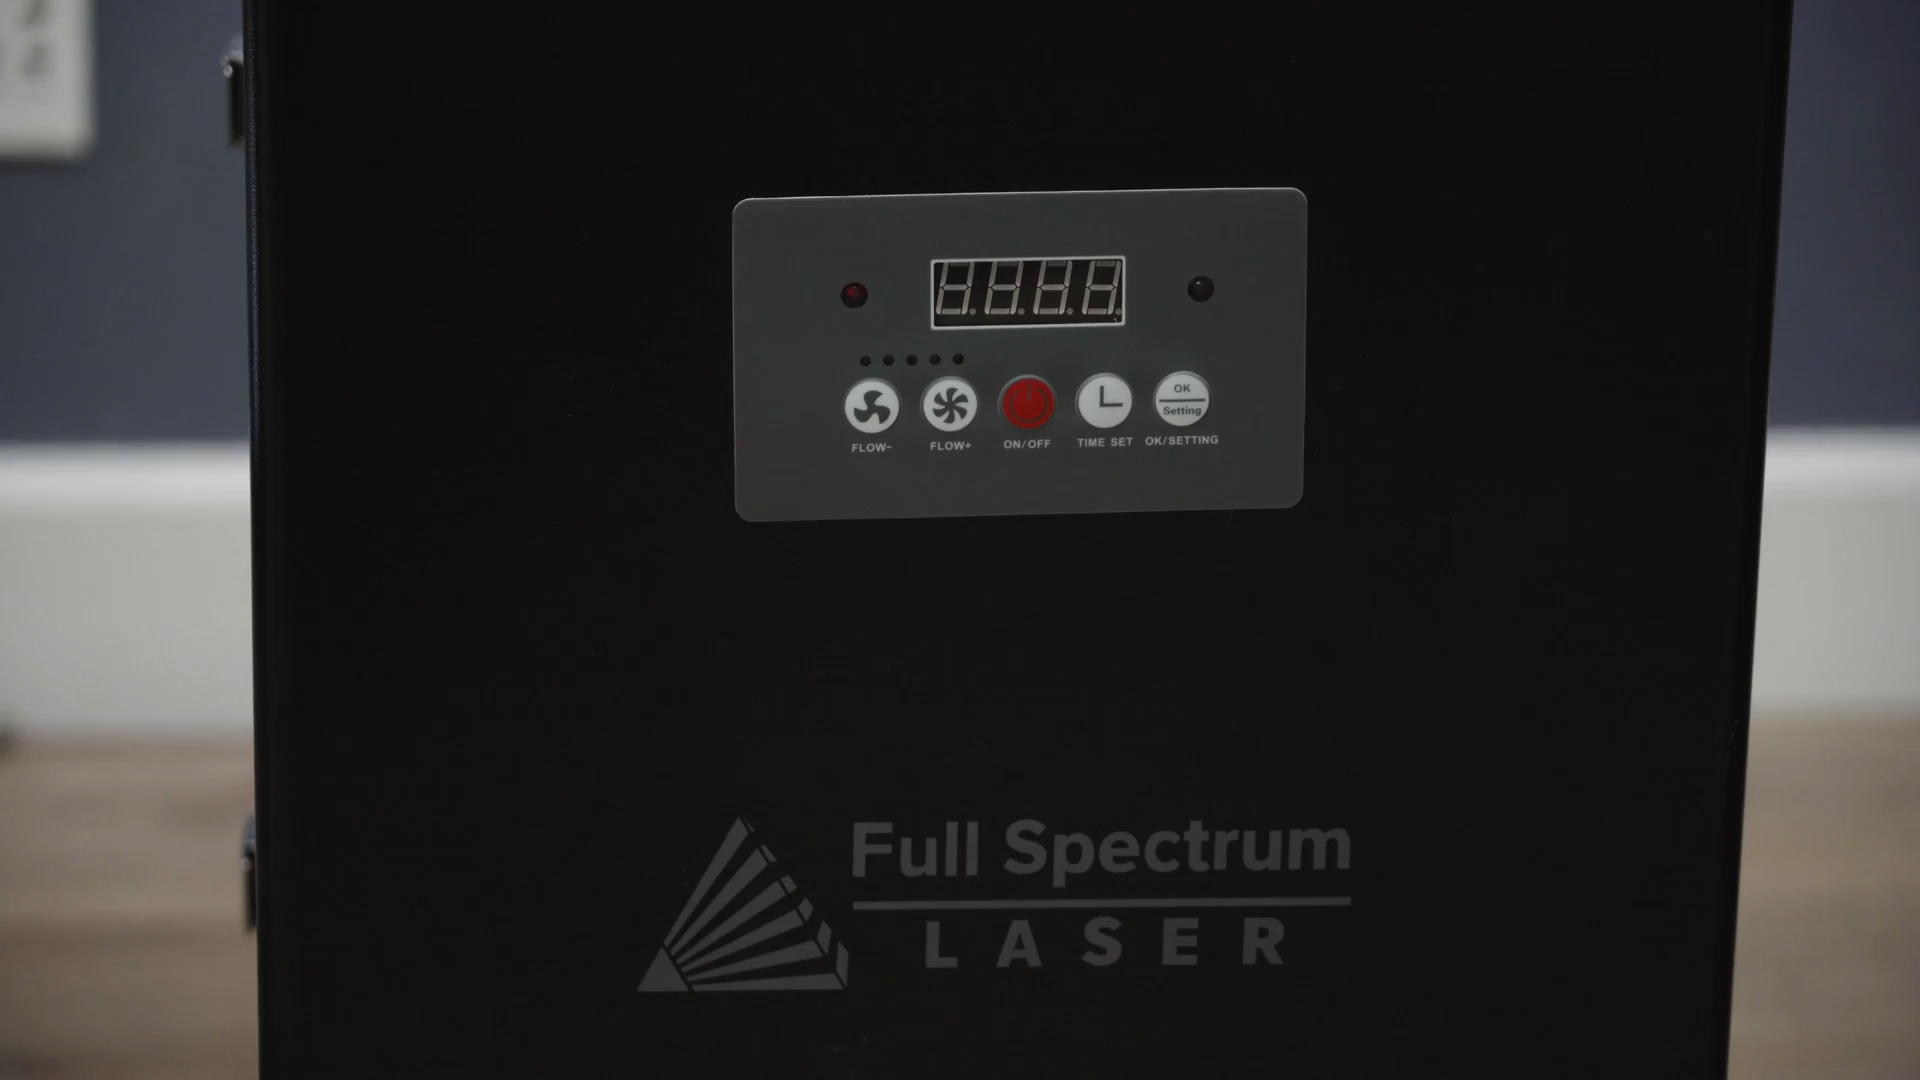 OK
Setting
FLOW-
FLOW+
ON/OFF
TIME SET
OK/SETTING
Full Spectrum
LASER